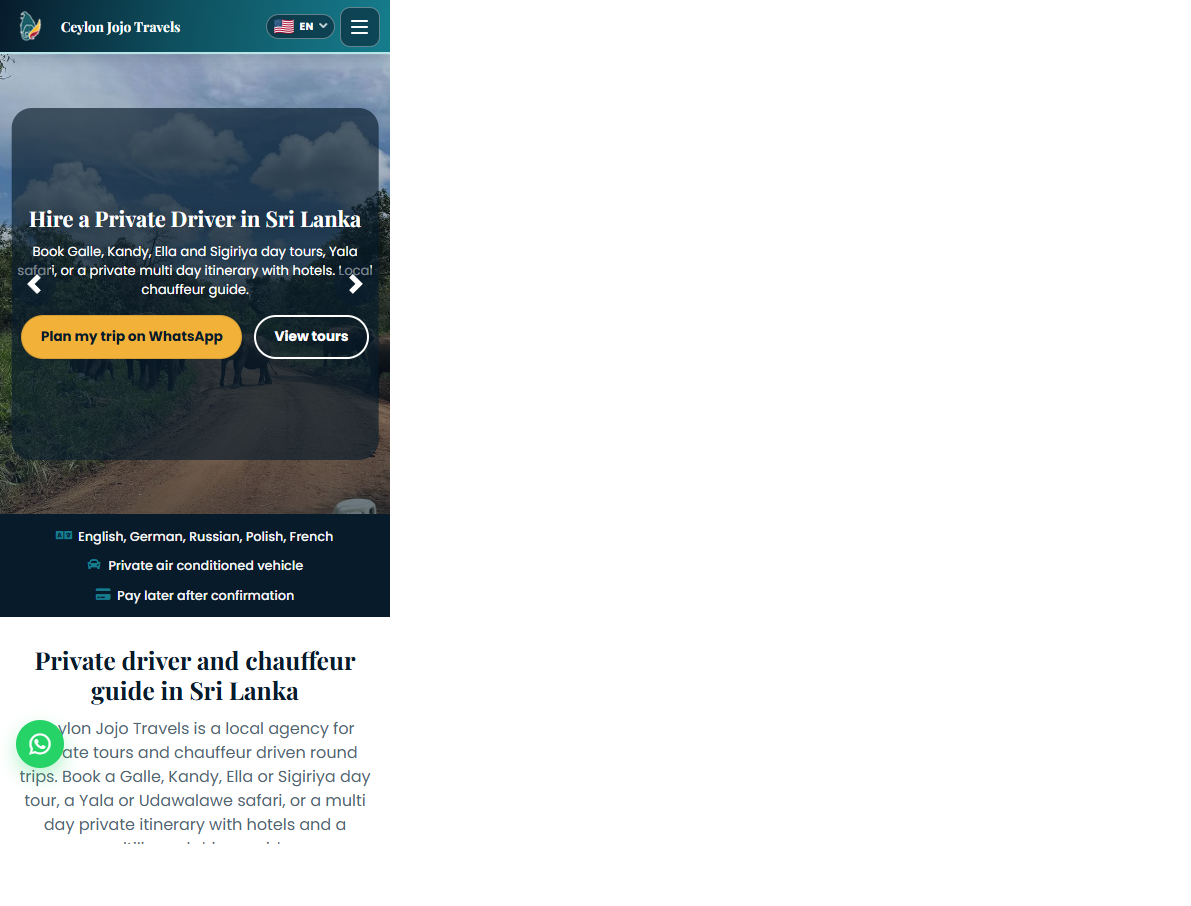 Ceylon Jojo Travels
EN
Hire a Private Driver in Sri Lanka
Book Galle, Kandy, Ella and Sigiriya day tours, Yala
safari, or a private multi day itinerary with hotels. Local
chauffeur guide.
Plan my trip on WhatsApp
View tours
English, German, Russian, Polish, French
Private air conditioned vehicle
Pay later after confirmation
Private driver and chauffeur
guide in Sri Lanka
ylon Jojo Travels is a local agency for
ate tours and chauffeur driven round
trips. Book a Galle, Kandy, Ella or Sigiriya day
tour, a Yala or Udawalawe safari, or a multi
day private itinerary with hotels and a